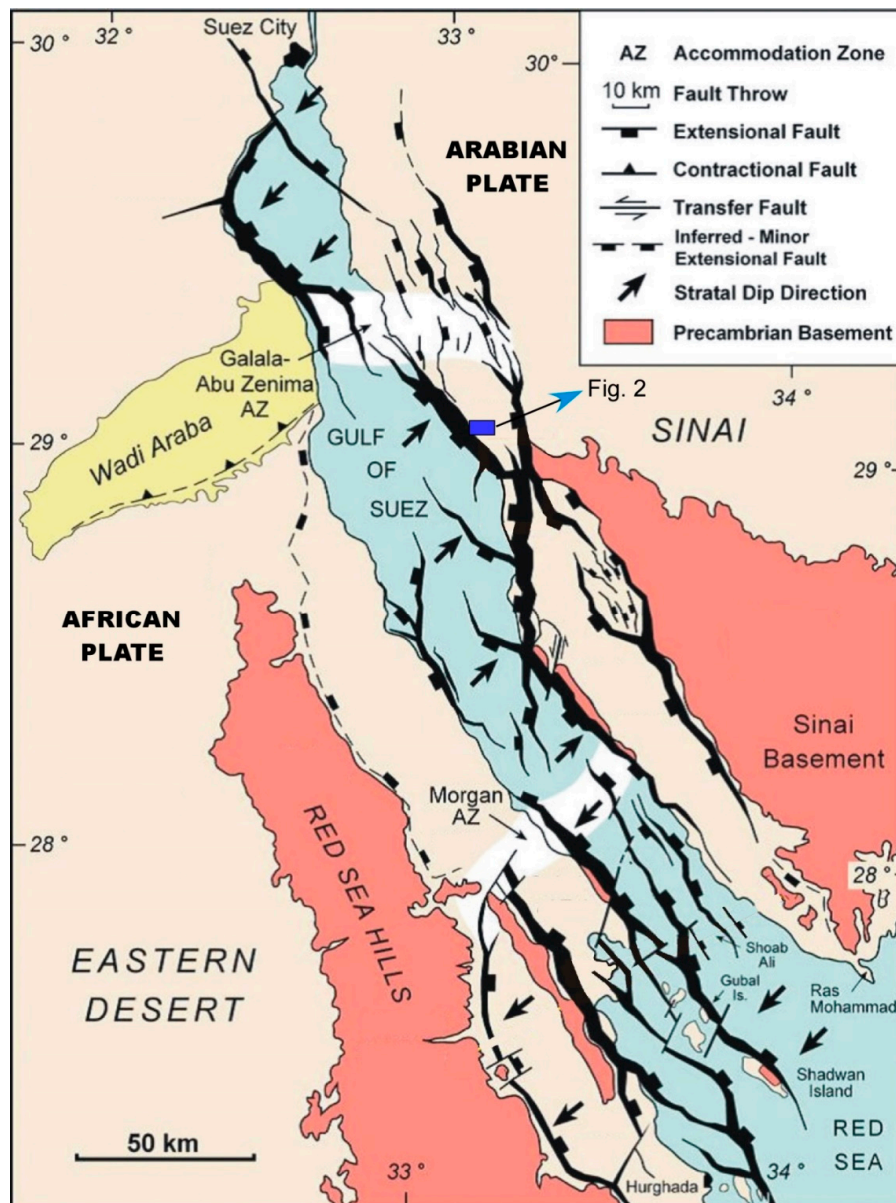 30°
32°
Suez City
33°
30°
AZ Accommodation Zone
10 km Fault Throw
Extensional Fault
Contractional Fault
Transfer Fault
Inferred - Minor
Extensional Fault
Stratal Dip Direction
Precambrian Basement
ARABIAN
PLATE
Galala-
Abu Zenima
AZ
Wadi Araba
Fig. 2
34°
29°
GULF
OF
SUEZ
SINAI
29°
AFRICAN
PLATE
Sinai
Basement
Morgan
AZ
28°
RED SEA HILLS
28°
EASTERN
DESERT
Shoab
Ali
Gubal
Is.
Ras
Mohammad
Shadwan
Island
50 km
33°
Hurghada
34°
RED
SEA